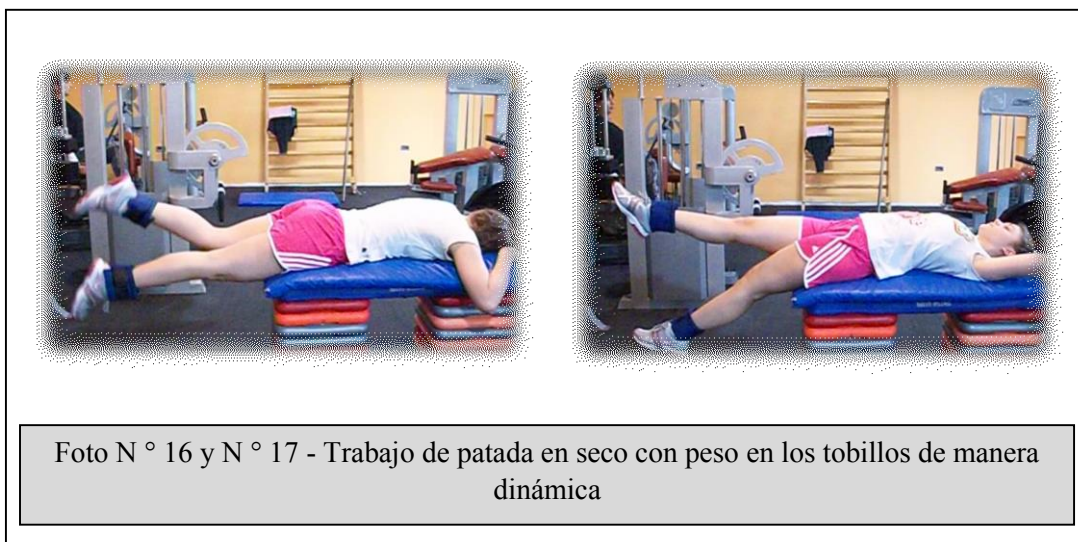 Foto N ° 16 y N ° 17 - Trabajo de patada en seco con peso en los tobillos de manera
dinámica